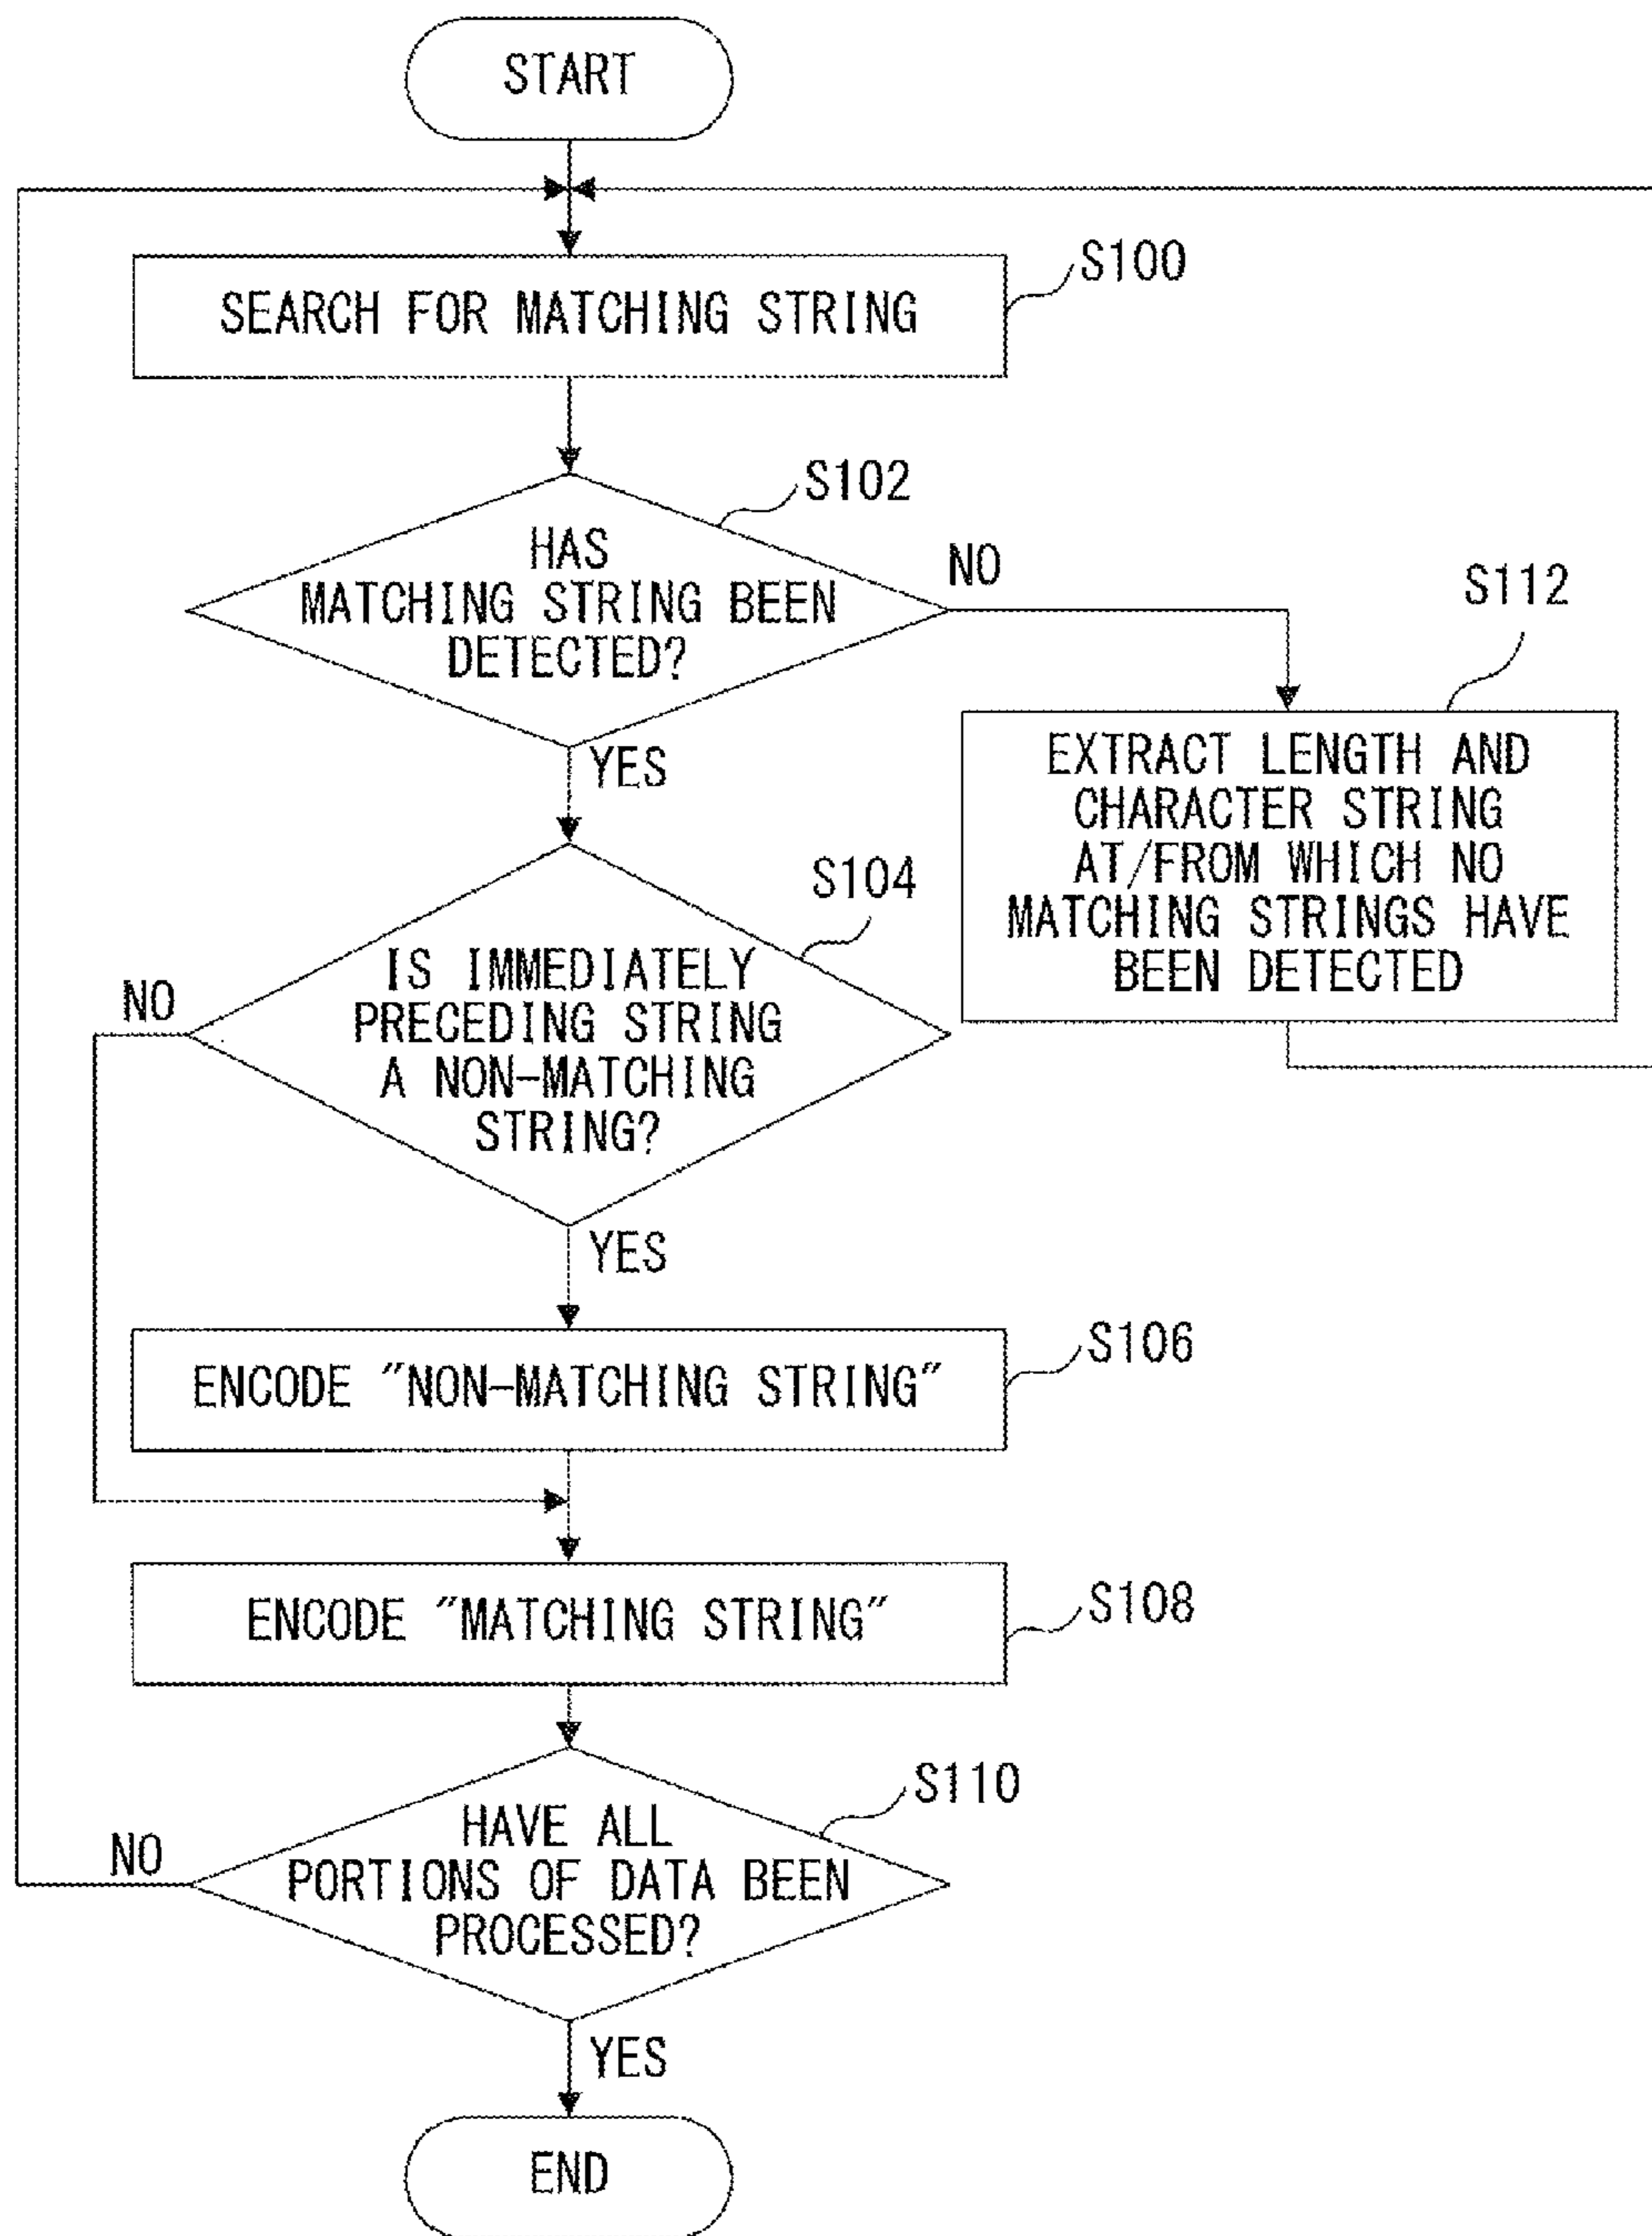 START
SEARCH FOR MATCHING STRING
S100
HAS
MATCHING STRING BEEN
DETECTED?
S102
NO
YES
S112
EXTRACT LENGTH AND
CHARACTER STRING
AT/FROM WHICH NO
MATCHING STRINGS HAVE
BEEN DETECTED
S104
IS IMMEDIATELY
PRECEDING STRING
A NON-MATCHING
STRING?
NO
YES
ENCODE "NON-MATCHING STRING"
S106
ENCODE "MATCHING STRING"
S108
S110
HAVE ALL
PORTIONS OF DATA BEEN
PROCESSED?
NO
YES
END